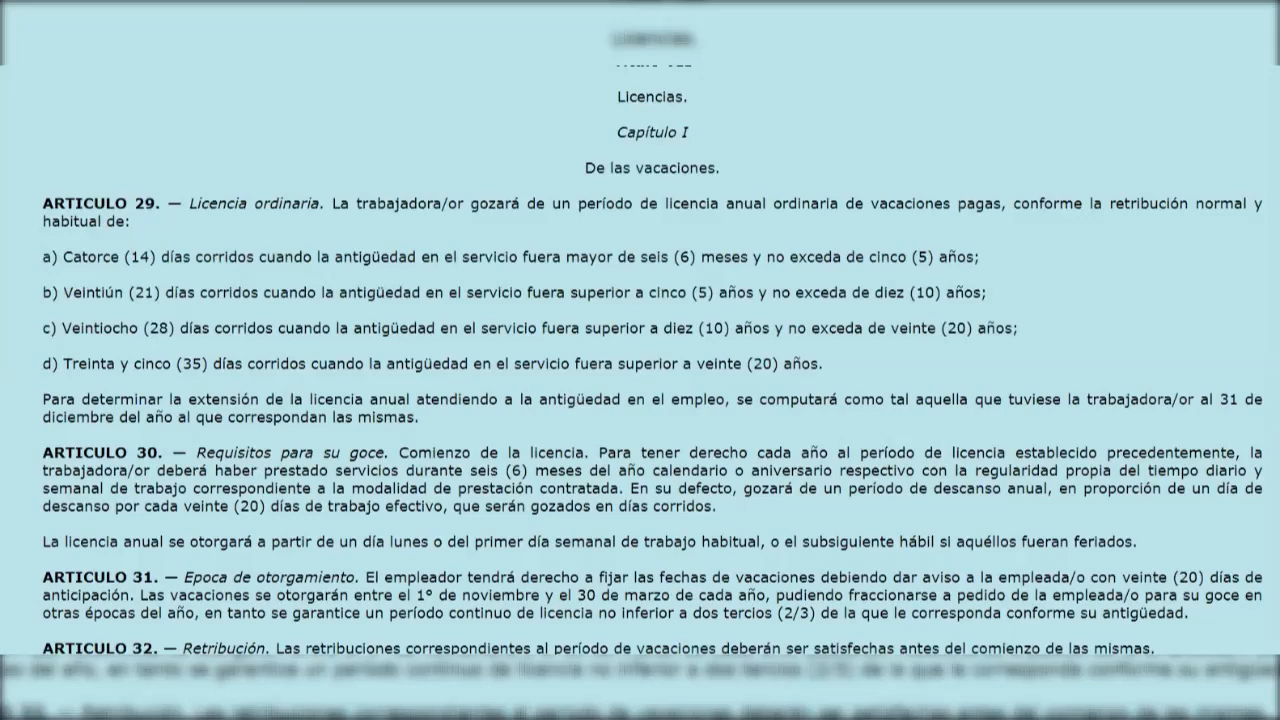 Licencias.
Capítulo I
De las vacaciones.
ARTICULO 29. — Licencia ordinaria. La trabajadora/or gozará de un período de licencia anual ordinaria de vacaciones pagas, conforme la retribución normal y
habitual de:
a) Catorce (14) días corridos cuando la antigüedad en el servicio fuera mayor de seis (6) meses y no exceda de cinco (5) años;
b) Veintiún (21) días corridos cuando la antigüedad en el servicio fuera superior a cinco (5) años y no exceda de diez (10) años;
c) Veintiocho (28) días corridos cuando la antigüedad en el servicio fuera superior a diez (10) años y no exceda de veinte (20) años;
d) Treinta y cinco (35) días corridos cuando la antigüedad en el servicio fuera superior a veinte (20) años.
Para determinar la extensión de la licencia anual atendiendo a la antigüedad en el empleo, se computará como tal aquella que tuviese la trabajadora/or al 31 de
diciembre del año al que correspondan las mismas.
ARTICULO 30. — Requisitos para su goce. Comienzo de la licencia. Para tener derecho cada año al período de licencia establecido precedentemente, la
trabajadora/or deberá haber prestado servicios durante seis (6) meses del año calendario o aniversario respectivo con la regularidad propia del tiempo diario y
semanal de trabajo correspondiente a la modalidad de prestación contratada. En su defecto, gozará de un período de descanso anual, en proporción de un día de
descanso por cada veinte (20) días de trabajo efectivo, que serán gozados en días corridos.
La licencia anual se otorgará a partir de un día lunes o del primer día semanal de trabajo habitual, o el subsiguiente hábil si aquéllos fueran feriados.
ARTICULO 31. — Epoca de otorgamiento. El empleador tendrá derecho a fijar las fechas de vacaciones debiendo dar aviso a la empleada/o con veinte (20) días de
anticipación. Las vacaciones se otorgarán entre el 1° de noviembre y el 30 de marzo de cada año, pudiendo fraccionarse a pedido de la empleada/o para su goce en
otras épocas del año, en tanto se garantice un período continuo de licencia no inferior a dos tercios (2/3) de la que le corresponda conforme su antigüedad.
ARTICULO 32. — Retribución. Las retribuciones correspondientes al período de vacaciones deberán ser satisfechas antes del comienzo de las mismas.